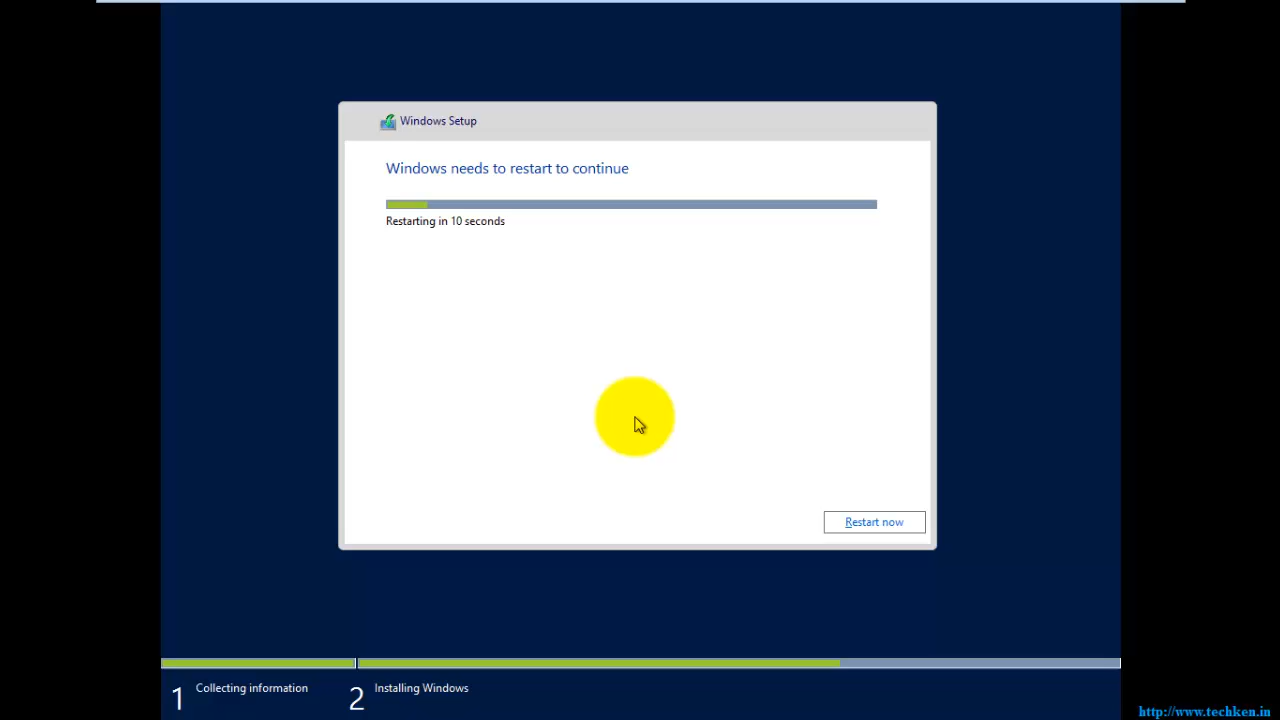 Windows Setup
Windows needs to restart to continue
Restarting in 10 seconds
Restart now
1 Collecting information
2 Installing Windows
http://www.techken.in